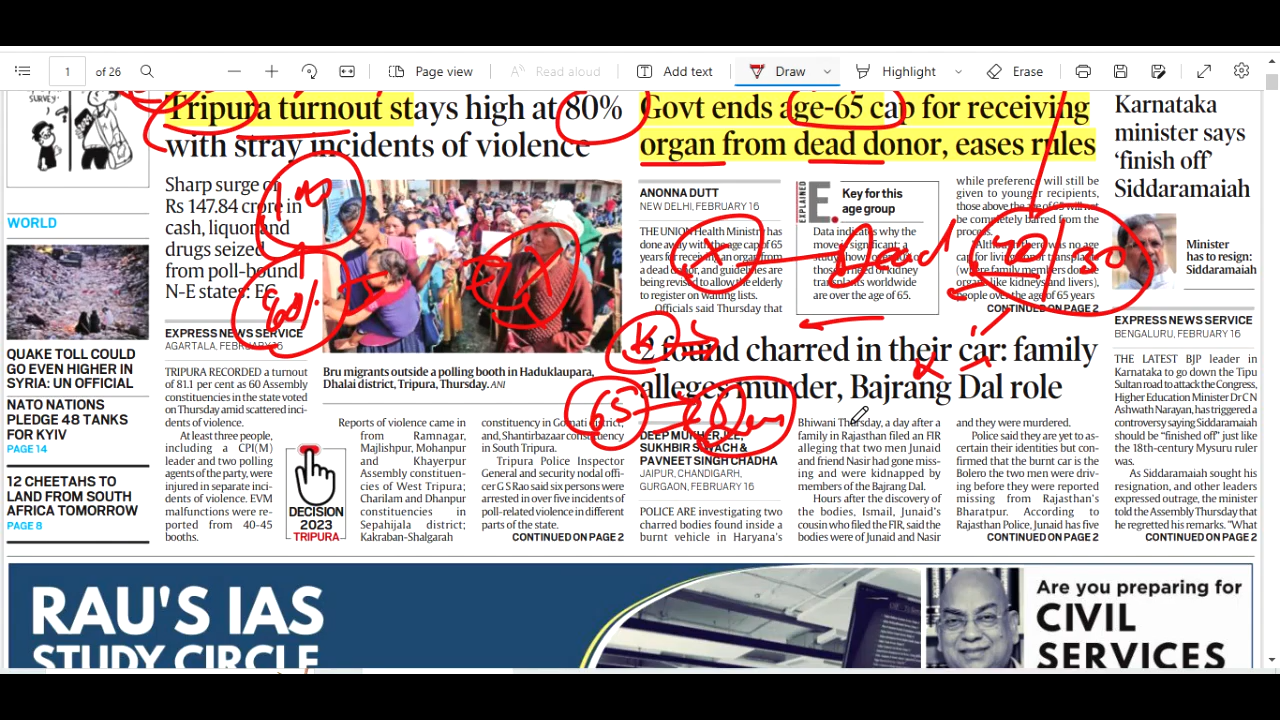 1
of 26
Page view
Read aloud
Add text
Draw
Highlight
Erase
SURVEY'
WORLD
QUAKE TOLL COULD
GO EVEN HIGHER IN
SYRIA: UN OFFICIAL
NATO NATIONS
PLEDGE 48 TANKS
FOR KYIV
PAGE 14
12 CHEETAHS TO
LAND FROM SOUTH
AFRICA TOMORROW
PAGE 8
Tripura turnout stays high at 80%
with stray incidents of violence
Sharp surge of
Rs 147.84 crore in
cash, liquor and
drugs seized
from poll-bound
N-E states: EC
60%
EXPRESS NEWS SERVICE
AGARTALA, FEBRUARY 16
TRIPURA RECORDED a turnout
of 81.1 per cent as 60 Assembly
constituencies in the state voted
on Thursday amid scattered inci-
dents of violence.
At least three people,
including a CPI(M)
leader and two polling
agents of the party, were
injured in separate inci-
dents of violence. EVM
malfunctions were re-
ported from 40-45
booths.
Bru migrants outside a polling booth in Haduklaupara,
Dhalai district, Tripura, Thursday. ANI
DECISION
2023
TRIPURA
Reports of violence came in
from Ramnagar,
Majlishpur, Mohanpur
and Khayerpur
Assembly constituen-
cies of West Tripura;
Charilam and Dhanpur
constituencies in
Sepahijala district;
Kakraban-Shalgarh
constituency in Gomati district;
and, Shantirbazaar constituency
in South Tripura.
Tripura Police Inspector
General and security nodal offi-
cer G S Rao said six persons were
arrested in over five incidents of
poll-related violence in different
parts of the state.
CONTINUED ON PAGE 2
Govt ends age-65 cap for receiving
organ from dead donor, eases rules
ANONNA DUTT
NEW DELHI, FEBRUARY 16
THE UNION Health Ministry has
done away with the age cap of 65
years for receiving an organ from
a dead donor, and guidelines are
being revised to allow the elderly
to register on waiting lists.
Officials said Thursday that
EXPLAINED
E.
Key for this
age group
Data indicates why the
move is significant: a
study shows over 50% of
those in need of kidney
transplants worldwide
are over the age of 65.
Dead
while preference will still be
given to younger recipients,
those above the age of 65 will not
be completely barred from the
process.
"Although there was no age
cap for living donor transplants
(where family members donate
organs like kidneys and livers),
people over the age of 65 years
CONTINUED ON PAGE 2
K
65
2 found charred in their car: family
alleges murder, Bajrang Dal role
DEEP MUKHERJEE,
SUKHBIR SIWACH &
PAVNEET SINGH CHADHA
JAIPUR, CHANDIGARH,
GURGAON, FEBRUARY 16
POLICE ARE investigating two
charred bodies found inside a
burnt vehicle in Haryana's
Bhiwani Thursday, a day after a
family in Rajasthan filed an FIR
alleging that two men Junaid
and friend Nasir had gone miss-
ing and were kidnapped by
members of the Bajrang Dal.
Hours after the discovery of
the bodies, Ismail, Junaid's
cousin who filed the FIR, said the
bodies were of Junaid and Nasir
and they were murdered.
Police said they are yet to as-
certain their identities but con-
firmed that the burnt car is the
Bolero the two men were driv-
ing before they were reported
missing from Rajasthan's
Bharatpur. According to
Rajasthan Police, Junaid has five
CONTINUED ON PAGE 2
Karnataka
minister says
'finish off'
Siddaramaiah
Minister
has to resign:
Siddaramaiah
EXPRESS NEWS SERVICE
BENGALURU, FEBRUARY 16
THE LATEST BJP leader in
Karnataka to go down the Tipu
Sultan road to attack the Congress,
Higher Education Minister Dr C N
Ashwath Narayan, has triggered a
controversy saying Siddaramaiah
should be "finished off" just like
the 18th-century Mysuru ruler
was.
As Siddaramaiah sought his
resignation, and other leaders
expressed outrage, the minister
told the Assembly Thursday that
he regretted his remarks. "What
CONTINUED ON PAGE 2
RAU'S IAS
STUDY CIRCLE
Are you preparing for
CIVIL
SERVICES